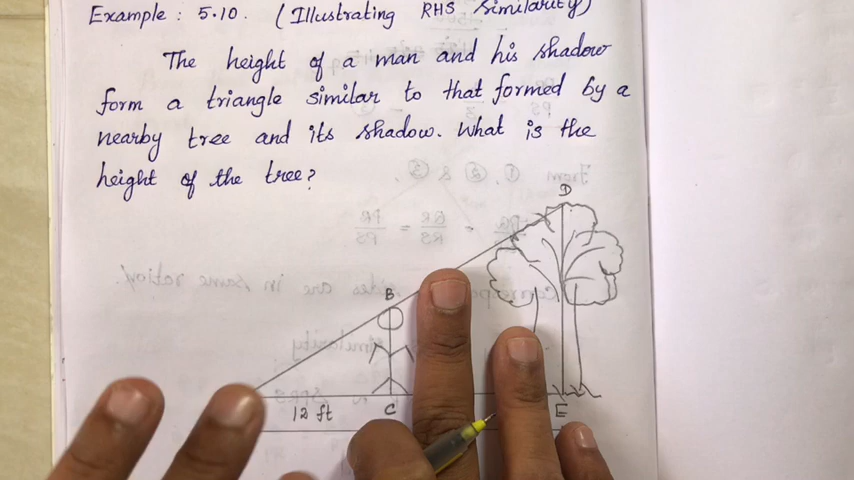 Example : 5.10. (Illustrating RHS Similarity)
The height of a man and his shadow
form a triangle similar to that formed by a
nearby tree and its shadow. What is the
height of the tree?
D
B
12 ft
C
E